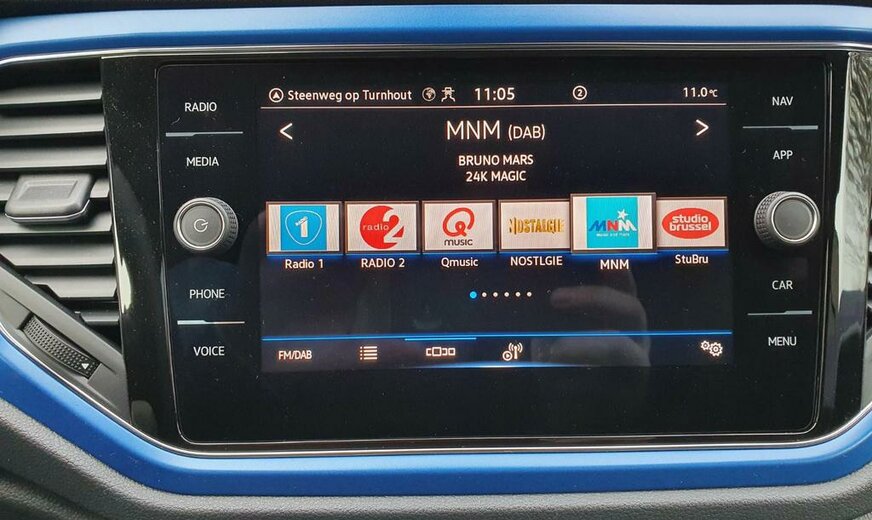 RADIO
MEDIA
PHONE
VOICE
Steenweg op Turnhout 11:05 2 11.0°C
< MNM (DAB) >
BRUNO MARS
24K MAGIC
1
radio 2
Q MUSIC
NOSTALGIE
MNM
studio brussel
Radio 1 RADIO 2 Qmusic NOSTLGIE MNM StuBru
FM/DAB
NAV
APP
CAR
MENU